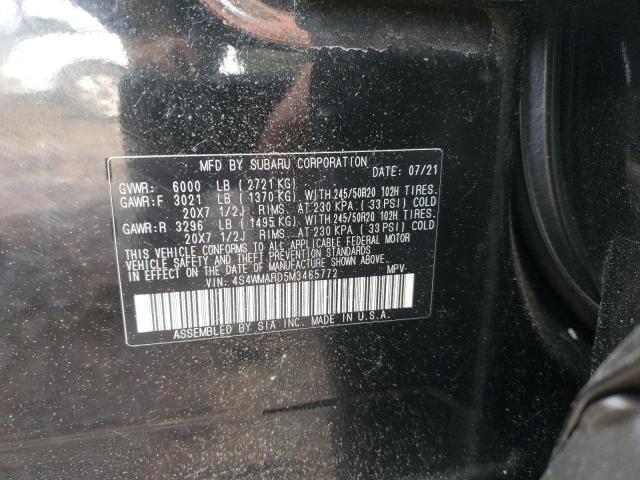 MFD BY SUBARU CORPORATION DATE: 07/21
GVWR: 6000 LB (2721 KG)
GAWR:F 3021 LB (1370 KG) WITH 245/50R20 102H TIRES.
20X7 1/2J RIMS. AT 230 KPA (33 PSI) COLD
GAWR:R 3296 LB (1495 KG) WITH 245/50R20 102H TIRES.
20X7 1/2J RIMS. AT 230 KPA (33 PSI) COLD
THIS VEHICLE CONFORMS TO ALL APPLICABLE FEDERAL MOTOR
VEHICLE SAFETY AND THEFT PREVENTION STANDARDS
IN EFFECT ON THE DATE OF MANUFACTURE SHOWN ABOVE.
VIN: 4S4WMARD5M3465772 MPV
ASSEMBLED BY SIA INC. MADE IN U.S.A.